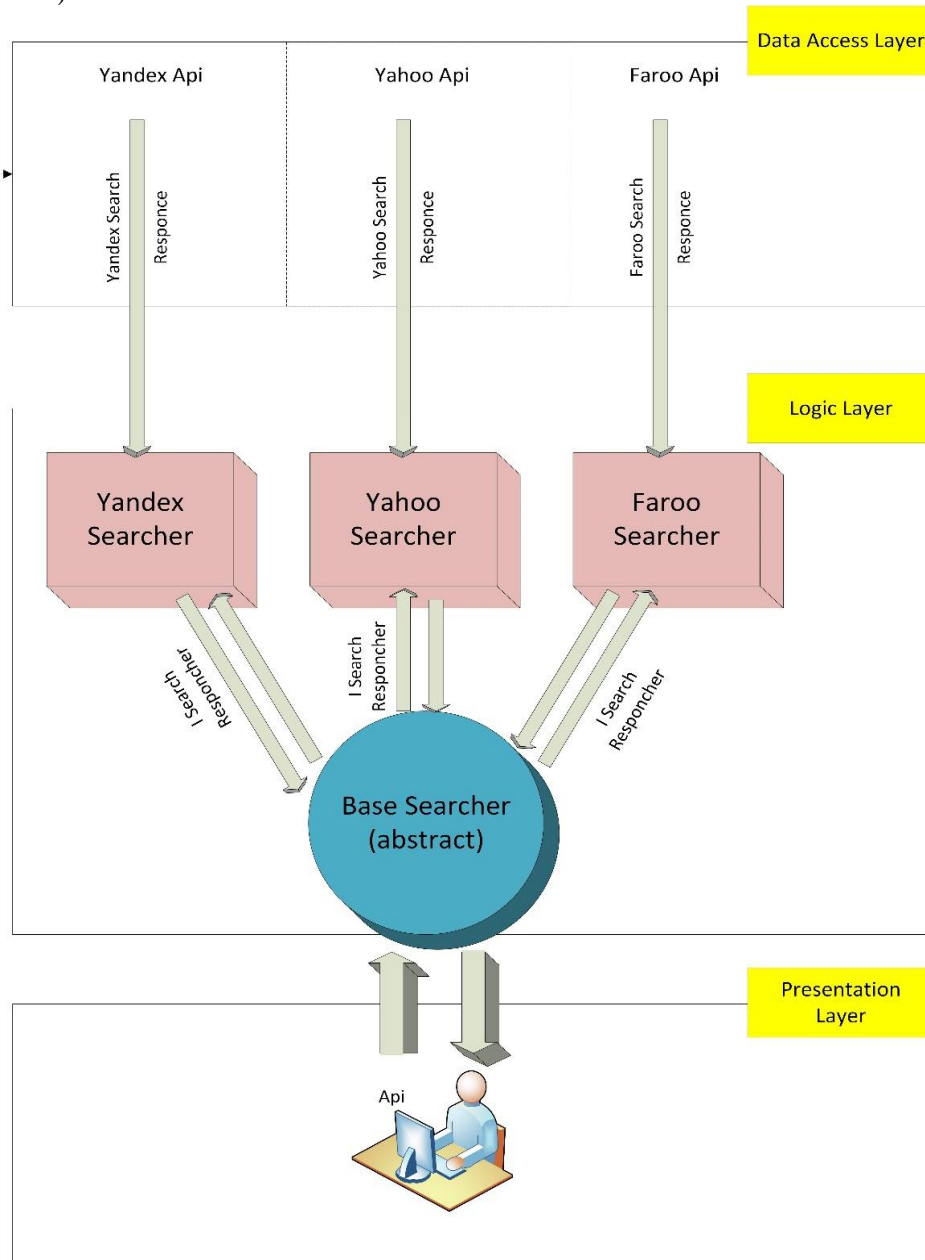 )
Data Access Layer
Yandex Api
Yahoo Api
Faroo Api
Yandex Search
Responce
Yahoo Search
Responce
Faroo Search
Responce
Logic Layer
Yandex
Searcher
Yahoo
Searcher
Faroo
Searcher
I Search
Responcher
I Search
Responcher
I Search
Responcher
Base Searcher
(abstract)
Presentation
Layer
Api